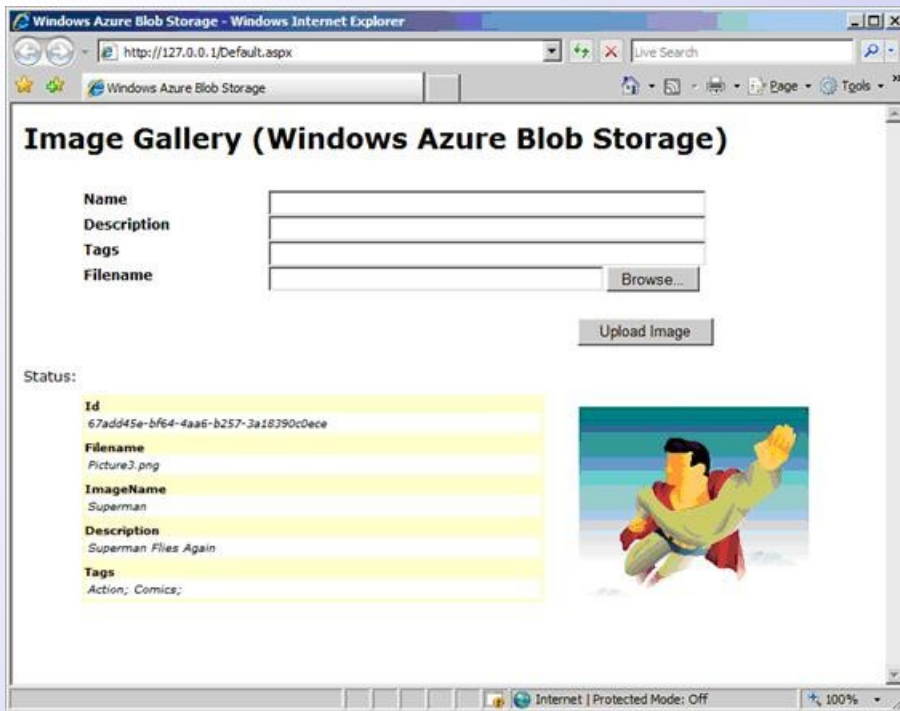 Windows Azure Blob Storage - Windows Internet Explorer
http://127.0.0.1/Default.aspx
Live Search
Windows Azure Blob Storage
Page
Tools
Image Gallery (Windows Azure Blob Storage)
Name
Description
Tags
Filename
Browse...
Upload Image
Status:
Id
67add45e-bf64-4aa6-b257-3a18390c0ece
Filename
Picture3.png
ImageName
Superman
Description
Superman Flies Again
Tags
Action; Comics;
Internet | Protected Mode: Off
100%